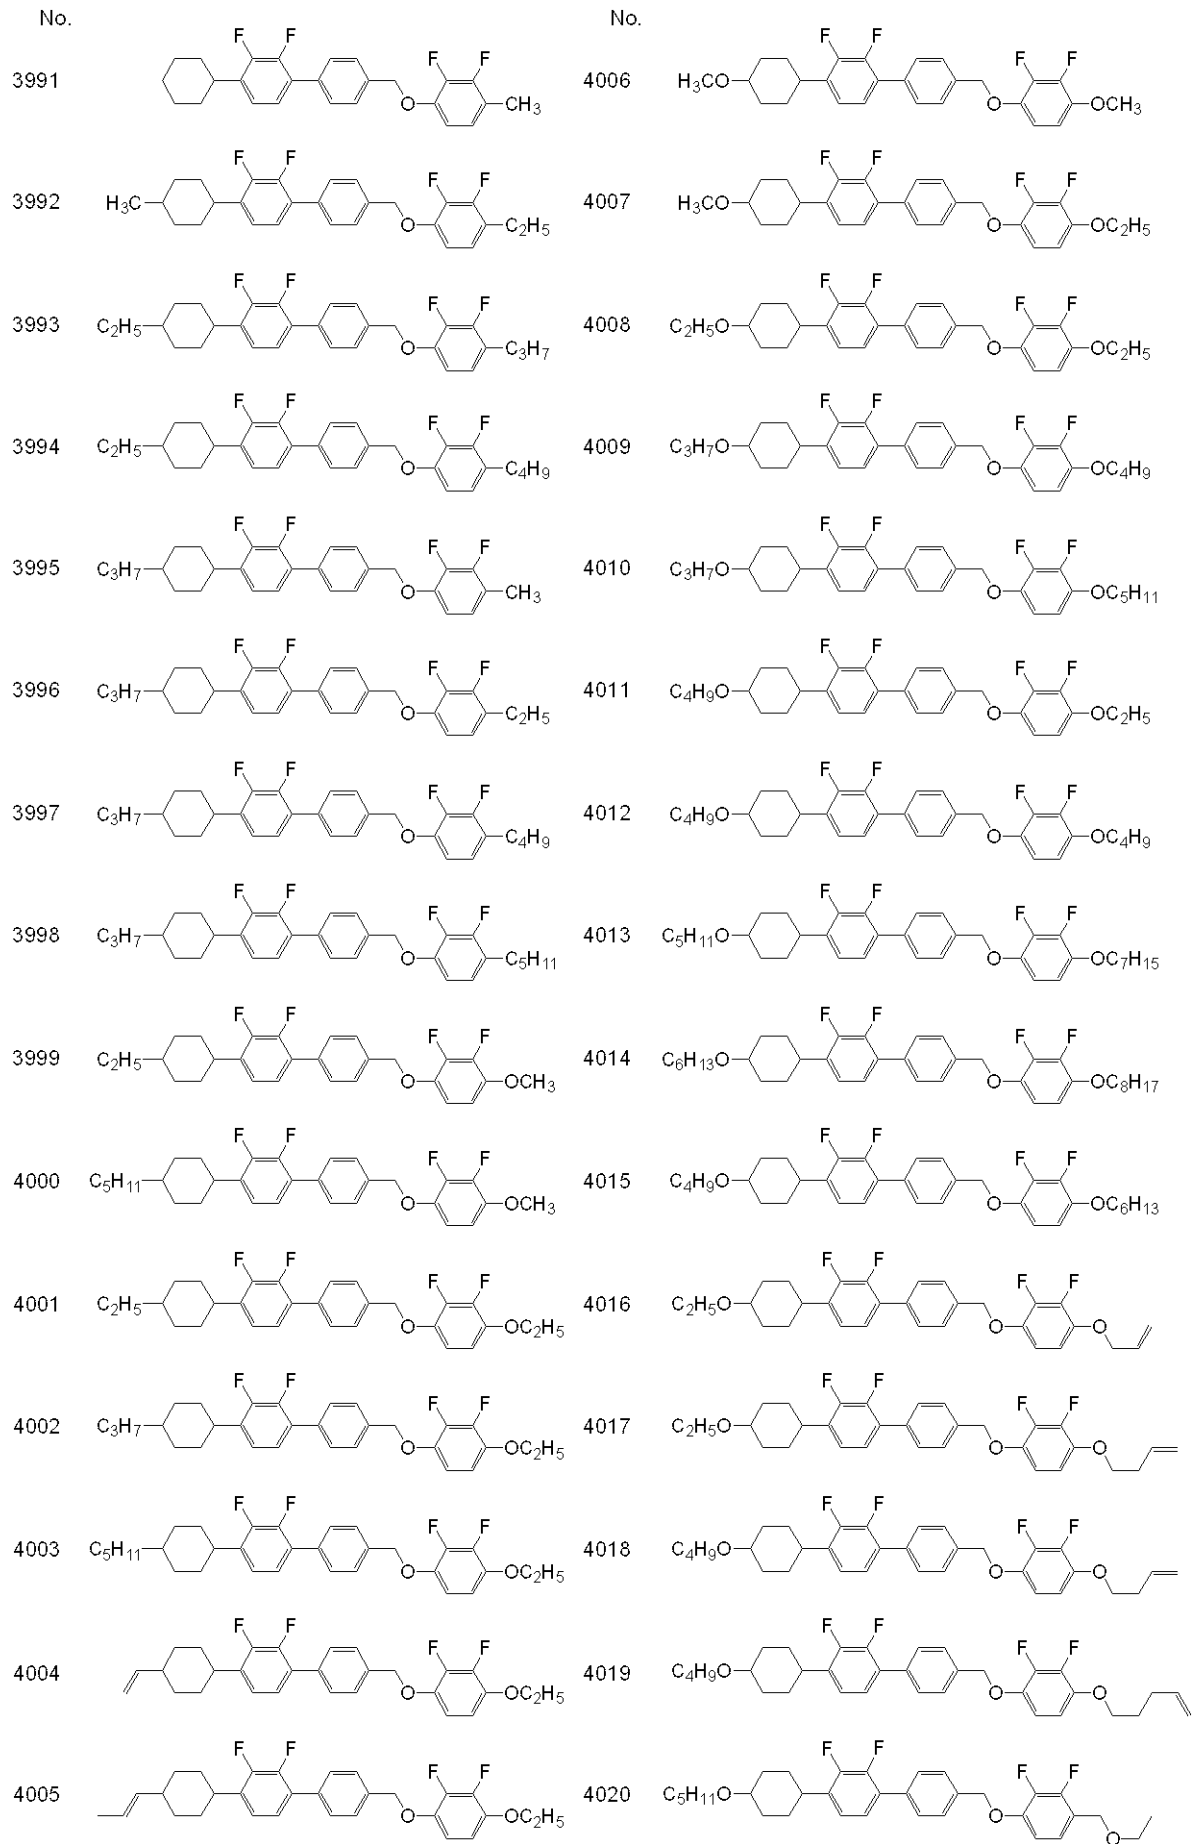 No.
F F
F F
3991
O CH3
F F
F F
3992 H3C
O C2H5
F F
F F
3993 C2H5
O C3H7
F F
F F
3994 C2H5
O C4H9
F F
F F
3995 C3H7
O CH3
F F
F F
3996 C3H7
O C2H5
F F
F F
3997 C3H7
O C4H9
F F
F F
3998 C3H7
O C5H11
F F
F F
3999 C2H5
O OCH3
F F
F F
4000 C5H11
O OCH3
F F
F F
4001 C2H5
O OC2H5
F F
F F
4002 C3H7
O OC2H5
F F
F F
4003 C5H11
O OC2H5
F F
F F
4004
O OC2H5
F F
F F
4005
O OC2H5
No.
F F
F F
4006 H3CO
O OCH3
F F
F F
4007 H3CO
O OC2H5
F F
F F
4008 C2H5O
O OC2H5
F F
F F
4009 C3H7O
O OC4H9
F F
F F
4010 C3H7O
O OC5H11
F F
F F
4011 C4H9O
O OC2H5
F F
F F
4012 C4H9O
O OC4H9
F F
F F
4013 C5H11O
O OC7H15
F F
F F
4014 C6H13O
O OC8H17
F F
F F
4015 C4H9O
O OC6H13
F F
F F
4016 C2H5O
O O
F F
F F
4017 C2H5O
O O
F F
F F
4018 C4H9O
O O
F F
F F
4019 C4H9O
O O
F F
F F
4020 C5H11O
O
O